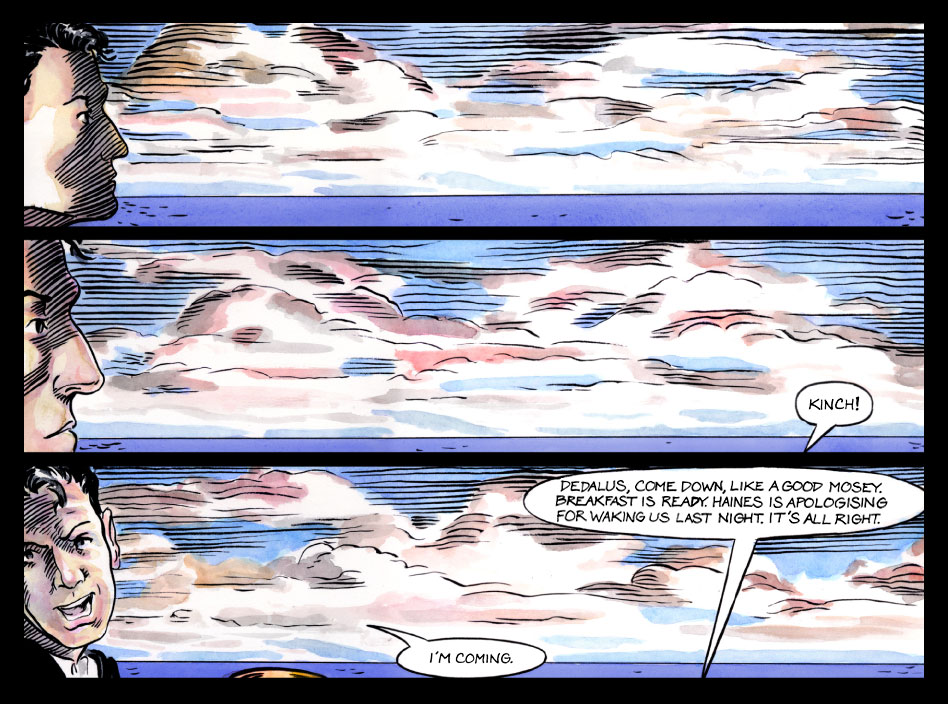 KINCH!
DEDALUS, COME DOWN, LIKE A GOOD MOSEY.
BREAKFAST IS READY. HAINES IS APOLOGISING
FOR WAKING US LAST NIGHT. IT'S ALL RIGHT.
I'M COMING.